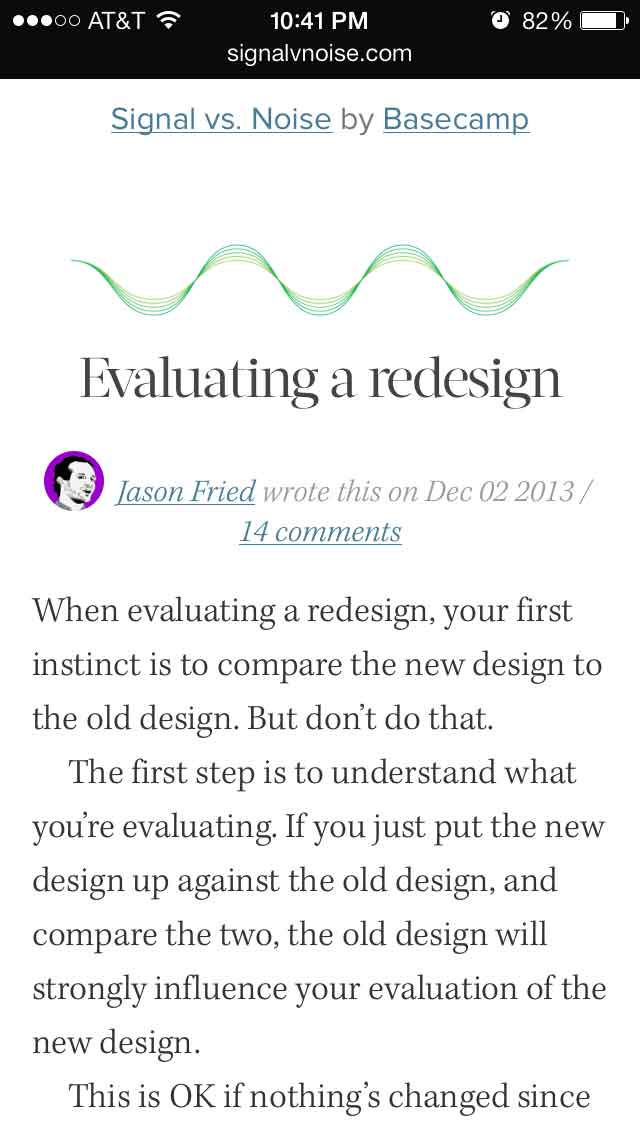 AT&T 10:41 PM 82%
signalvnoise.com
Signal vs. Noise by Basecamp
Evaluating a redesign
Jason Fried wrote this on Dec 02 2013 /
14 comments
When evaluating a redesign, your first
instinct is to compare the new design to
the old design. But don’t do that.
The first step is to understand what
you’re evaluating. If you just put the new
design up against the old design, and
compare the two, the old design will
strongly influence your evaluation of the
new design.
This is OK if nothing’s changed since